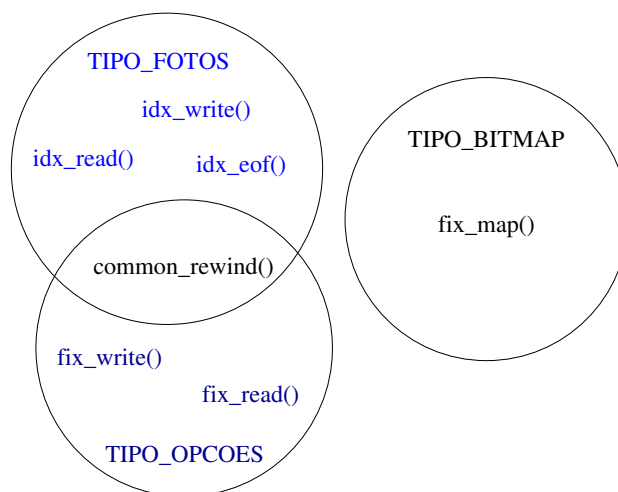 TIPO_FOTOS
idx_write()
idx_read()
idx_eof()
common_rewind()
fix_write()
fix_read()
TIPO_OPCOES
TIPO_BITMAP
fix_map()